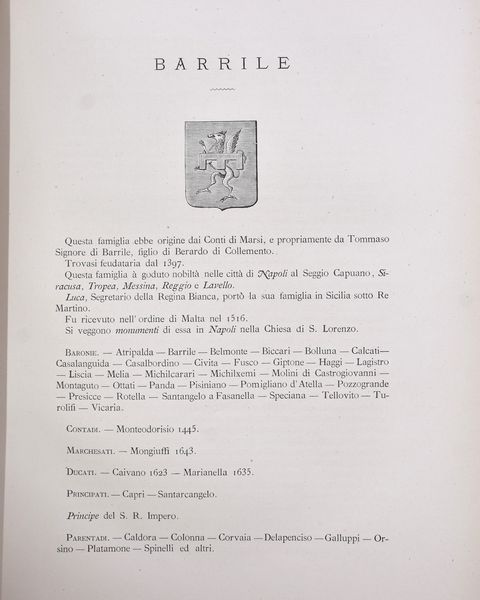 BARRILE
Questa famiglia ebbe origine dai Conti di Marsi, e propriamente da Tommaso
Signore di Barrile, figlio di Berardo di Collemento.
Trovasi feudataria dal 1397.
Questa famiglia à goduto nobiltà nelle città di Napoli al Seggio Capuano, Si-
racusa, Tropea, Messina, Reggio e Lavello.
Luca, Segretario della Regina Bianca, portò la sua famiglia in Sicilia sotto Re
Martino.
Fu ricevuto nell'ordine di Malta nel 1516.
Si veggono monumenti di essa in Napoli nella Chiesa di S. Lorenzo.
BARONIE. — Atripalda — Barrile — Belmonte — Biccari — Bolluna — Calcati —
Casalanguida — Casalbordino — Civita — Fusco — Giptone — Haggi — Lagistro
— Liscia — Melia — Michilcarari — Michilxemi — Molini di Castrogiovanni —
Montaguto — Ottati — Panda — Pisiniano — Pomigliano d'Atella — Pozzogrande
— Presicce — Rotella — Santangelo a Fasanella — Speciana — Tellovito — Tu-
rolifi — Vicaria.
CONTADI. — Monteodorisio 1445.
MARCHESATI. — Mongiuffi 1643.
DUCATI. — Caivano 1623 — Marianella 1635.
PRINCIPATI. — Capri — Santarcangelo.
Principe del S. R. Impero.
PARENTADI. — Caldora — Colonna — Corvaia — Delapenciso — Galluppi — Or-
sino — Platamone — Spinelli ed altri.